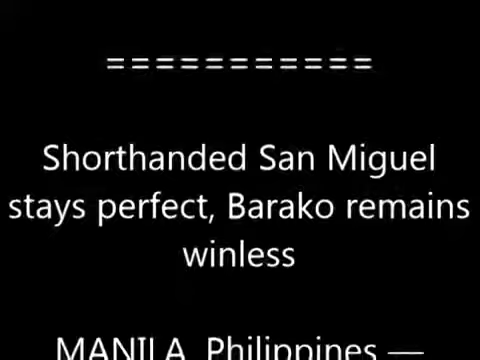 ===========
Shorthanded San Miguel
stays perfect, Barako remains
winless
MANILA, Philippines —